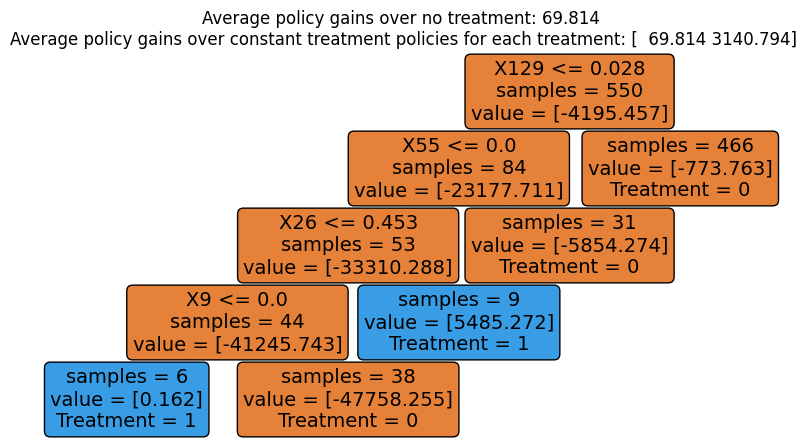 Average policy gains over no treatment: 69.814
Average policy gains over constant treatment policies for each treatment: [  69.814 3140.794]
X129 <= 0.028
samples = 550
value = [-4195.457]
X55 <= 0.0
samples = 84
value = [-23177.711]
samples = 466
value = [-773.763]
Treatment = 0
X26 <= 0.453
samples = 53
value = [-33310.288]
samples = 31
value = [-5854.274]
Treatment = 0
X9 <= 0.0
samples = 44
value = [-41245.743]
samples = 9
value = [5485.272]
Treatment = 1
samples = 6
value = [0.162]
Treatment = 1
samples = 38
value = [-47758.255]
Treatment = 0